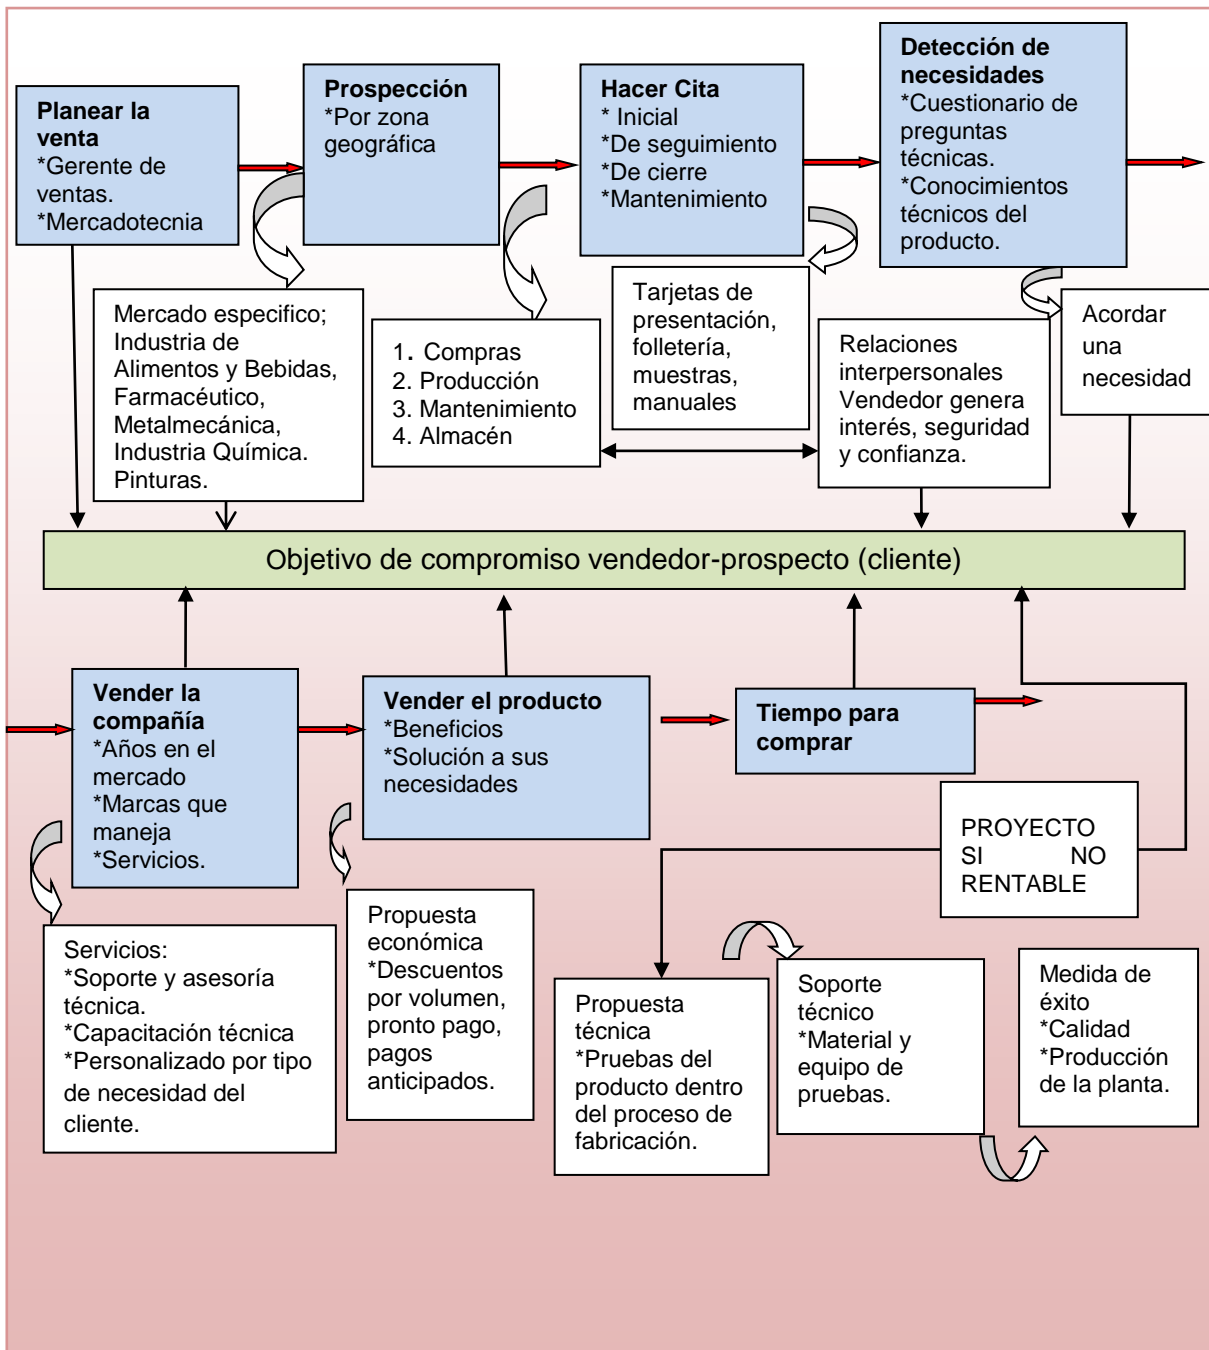 Planear la
venta
*Gerente de
ventas.
*Mercadotecnia
Prospección
*Por zona
geográfica
Hacer Cita
* Inicial
*De seguimiento
*De cierre
*Mantenimiento
Detección de
necesidades
*Cuestionario de
preguntas
técnicas.
*Conocimientos
técnicos del
producto.
Mercado especifico;
Industria de
Alimentos y Bebidas,
Farmacéutico,
Metalmecánica,
Industria Química.
Pinturas.
1. Compras
2. Producción
3. Mantenimiento
4. Almacén
Tarjetas de
presentación,
folletería,
muestras,
manuales
Relaciones
interpersonales
Vendedor genera
interés, seguridad
y confianza.
Acordar
una
necesidad
Objetivo de compromiso vendedor-prospecto (cliente)
Vender la
compañía
*Años en el
mercado
*Marcas que
maneja
*Servicios.
Vender el producto
*Beneficios
*Solución a sus
necesidades
Tiempo para
comprar
PROYECTO
SI NO
RENTABLE
Servicios:
*Soporte y asesoría
técnica.
*Capacitación técnica
*Personalizado por tipo
de necesidad del
cliente.
Propuesta
económica
*Descuentos
por volumen,
pronto pago,
pagos
anticipados.
Propuesta
técnica
*Pruebas del
producto dentro
del proceso de
fabricación.
Soporte
técnico
*Material y
equipo de
pruebas.
Medida de
éxito
*Calidad
*Producción
de la planta.